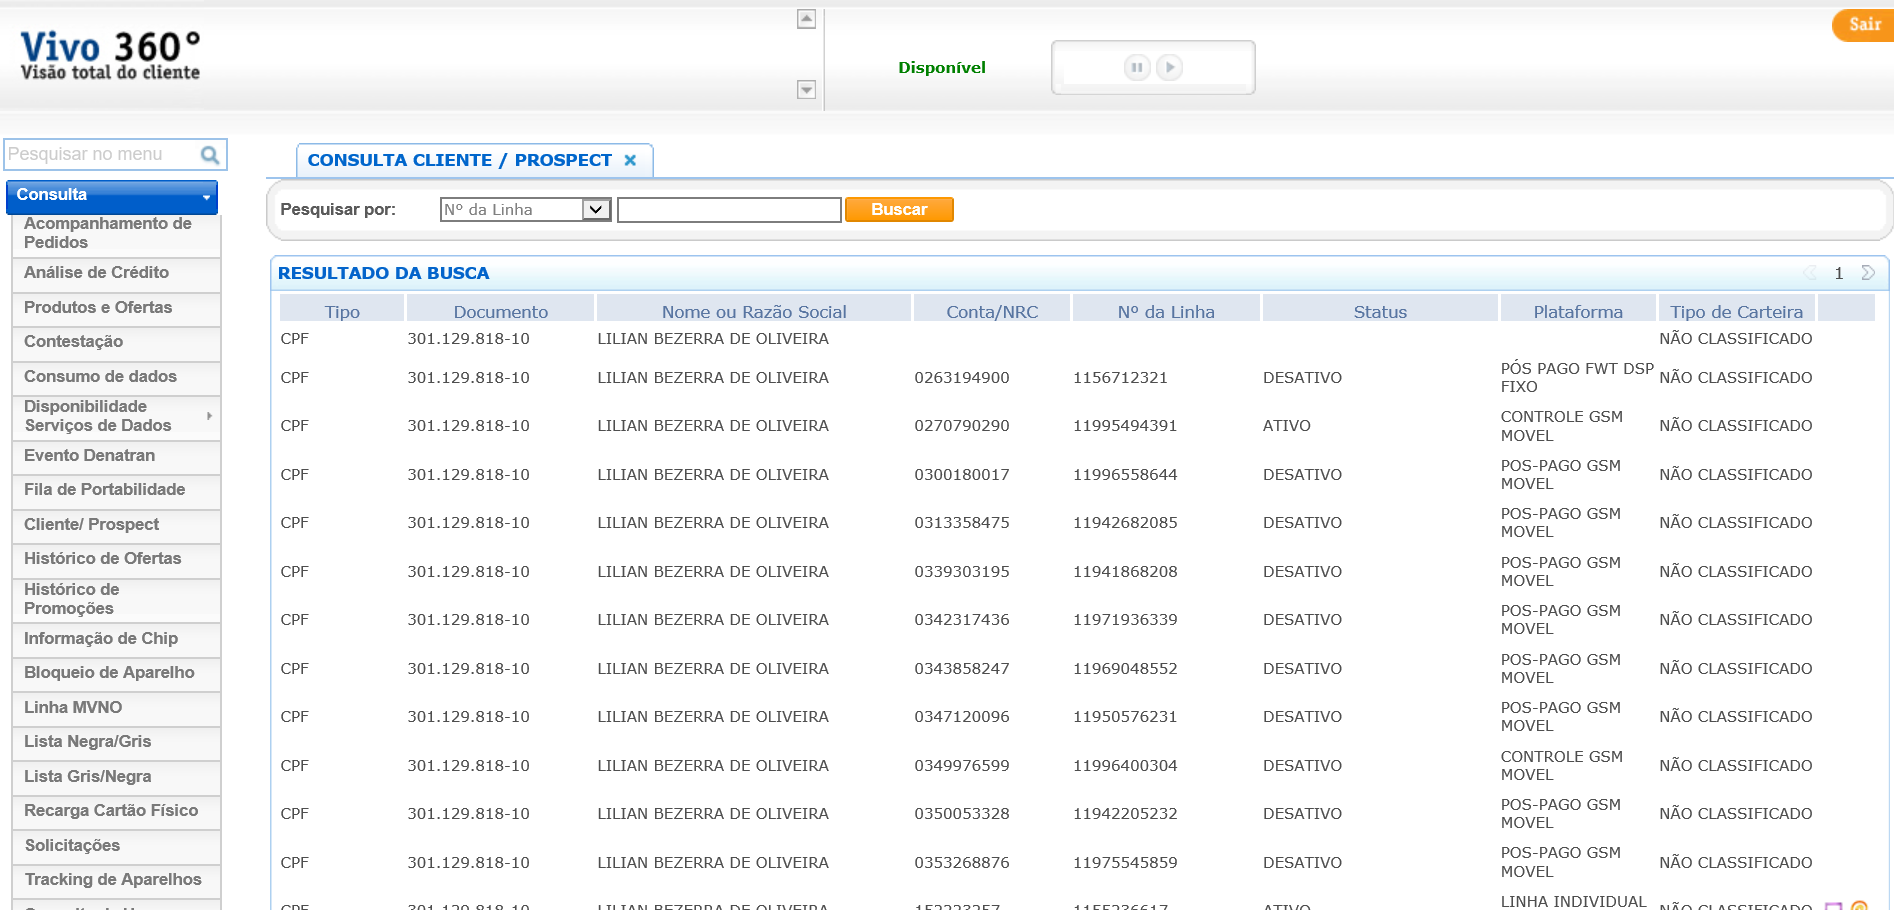 Vivo 360°
Visão total do cliente
Disponível
Sair
Pesquisar no menu
Consulta
Acompanhamento de
Pedidos
Análise de Crédito
Produtos e Ofertas
Contestação
Consumo de dados
Disponibilidade
Serviços de Dados
Evento Denatran
Fila de Portabilidade
Cliente/ Prospect
Histórico de Ofertas
Histórico de
Promoções
Informação de Chip
Bloqueio de Aparelho
Linha MVNO
Lista Negra/Gris
Lista Gris/Negra
Recarga Cartão Físico
Solicitações
Tracking de Aparelhos
CONSULTA CLIENTE / PROSPECT
Pesquisar por: Nº da Linha Buscar
RESULTADO DA BUSCA 1
Tipo Documento Nome ou Razão Social Conta/NRC Nº da Linha Status Plataforma Tipo de Carteira
CPF 301.129.818-10 LILIAN BEZERRA DE OLIVEIRA NÃO CLASSIFICADO
CPF 301.129.818-10 LILIAN BEZERRA DE OLIVEIRA 0263194900 1156712321 DESATIVO PÓS PAGO FWT DSP FIXO NÃO CLASSIFICADO
CPF 301.129.818-10 LILIAN BEZERRA DE OLIVEIRA 0270790290 11995494391 ATIVO CONTROLE GSM MOVEL NÃO CLASSIFICADO
CPF 301.129.818-10 LILIAN BEZERRA DE OLIVEIRA 0300180017 11996558644 DESATIVO POS-PAGO GSM MOVEL NÃO CLASSIFICADO
CPF 301.129.818-10 LILIAN BEZERRA DE OLIVEIRA 0313358475 11942682085 DESATIVO POS-PAGO GSM MOVEL NÃO CLASSIFICADO
CPF 301.129.818-10 LILIAN BEZERRA DE OLIVEIRA 0339303195 11941868208 DESATIVO POS-PAGO GSM MOVEL NÃO CLASSIFICADO
CPF 301.129.818-10 LILIAN BEZERRA DE OLIVEIRA 0342317436 11971936339 DESATIVO POS-PAGO GSM MOVEL NÃO CLASSIFICADO
CPF 301.129.818-10 LILIAN BEZERRA DE OLIVEIRA 0343858247 11969048552 DESATIVO POS-PAGO GSM MOVEL NÃO CLASSIFICADO
CPF 301.129.818-10 LILIAN BEZERRA DE OLIVEIRA 0347120096 11950576231 DESATIVO POS-PAGO GSM MOVEL NÃO CLASSIFICADO
CPF 301.129.818-10 LILIAN BEZERRA DE OLIVEIRA 0349976599 11996400304 DESATIVO CONTROLE GSM MOVEL NÃO CLASSIFICADO
CPF 301.129.818-10 LILIAN BEZERRA DE OLIVEIRA 0350053328 11942205232 DESATIVO POS-PAGO GSM MOVEL NÃO CLASSIFICADO
CPF 301.129.818-10 LILIAN BEZERRA DE OLIVEIRA 0353268876 11975545859 DESATIVO POS-PAGO GSM MOVEL NÃO CLASSIFICADO
CPF 301.129.818-10 LILIAN BEZERRA DE OLIVEIRA ATIVO LINHA INDIVIDUAL NÃO CLASSIFICADO